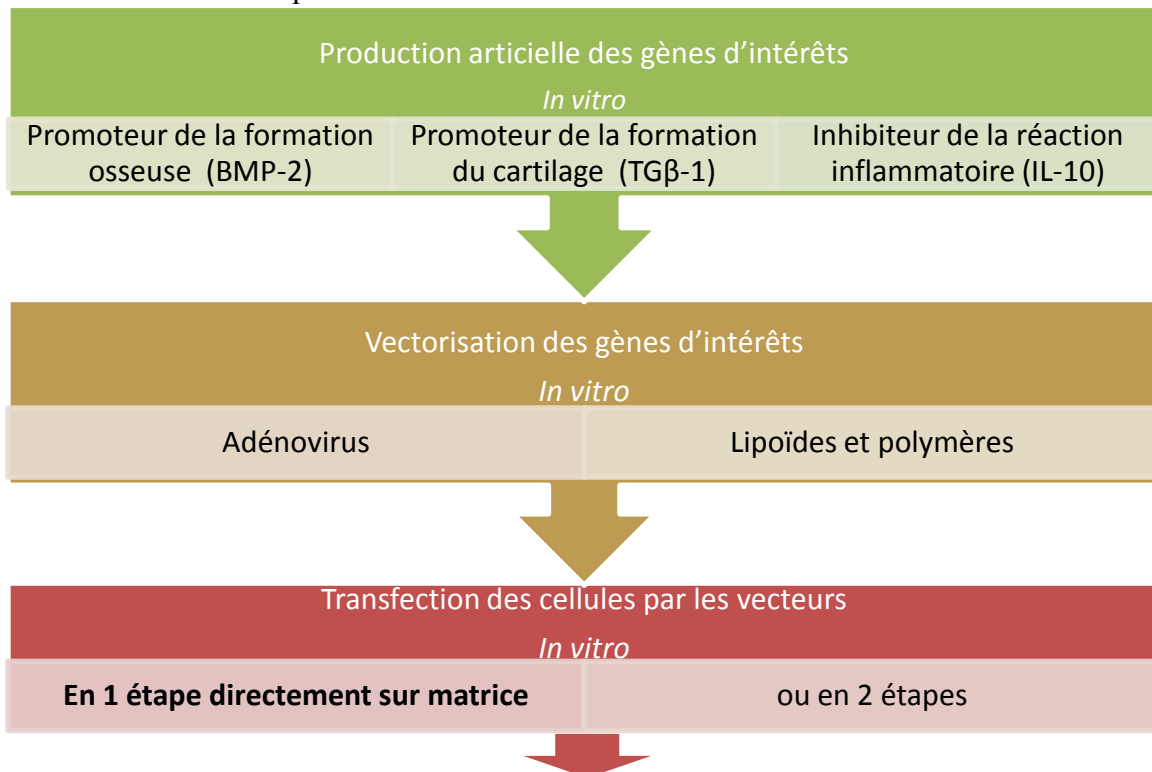 Production articielle des gènes d'intérêts
In vitro
Promoteur de la formation
osseuse (BMP-2)
Promoteur de la formation
du cartilage (TGβ-1)
Inhibiteur de la réaction
inflammatoire (IL-10)
Vectorisation des gènes d'intérêts
In vitro
Adénovirus
Lipoïdes et polymères
Transfection des cellules par les vecteurs
In vitro
En 1 étape directement sur matrice
ou en 2 étapes